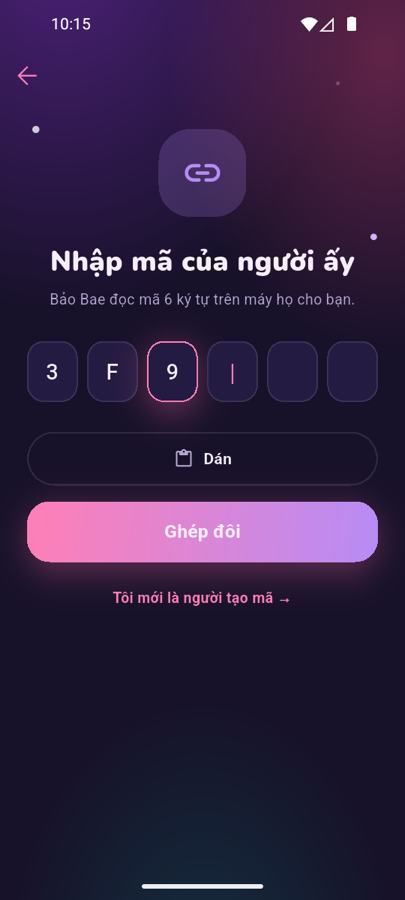 10:15
Nhập mã của người ấy
Bảo Bae đọc mã 6 ký tự trên máy họ cho bạn.
3 F 9
Dán
Ghép đôi
Tôi mới là người tạo mã →